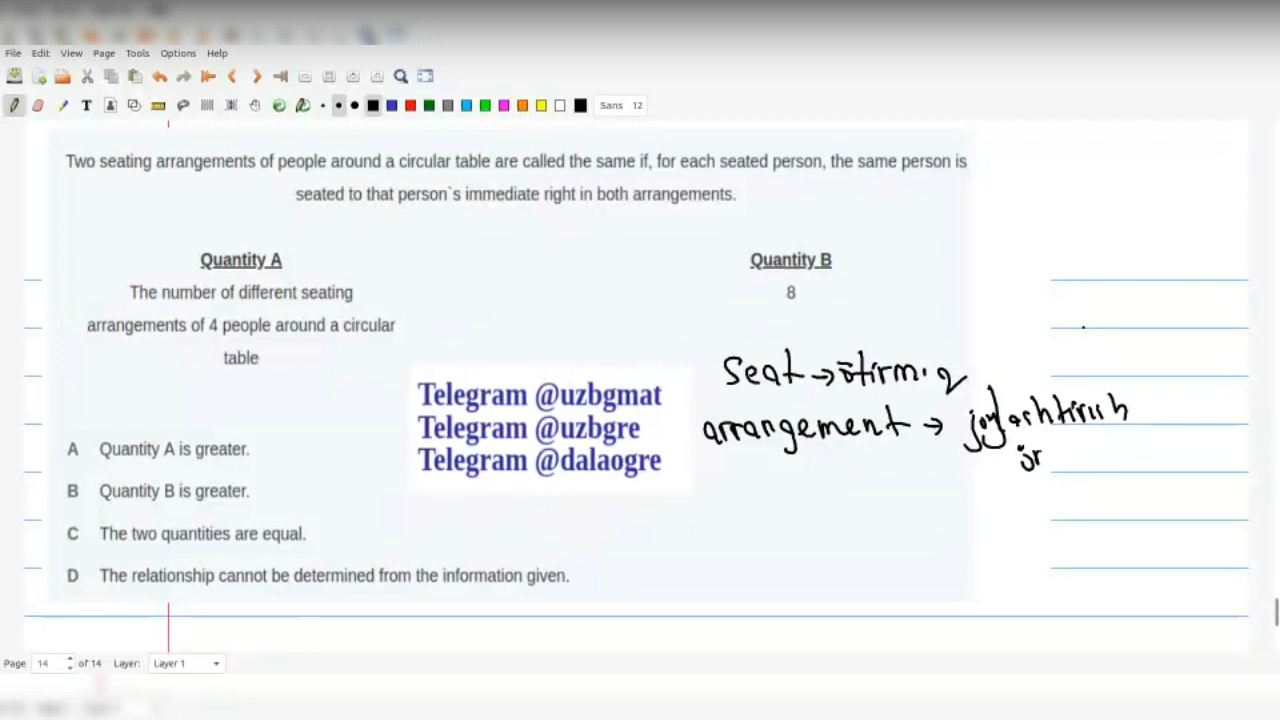 File Edit View Page Tools Options Help
Sans 12
Two seating arrangements of people around a circular table are called the same if, for each seated person, the same person is
seated to that person`s immediate right in both arrangements.
Quantity A
Quantity B
The number of different seating
8
arrangements of 4 people around a circular
table
Seat →
arrangement → joylashtirish
Telegram @uzbgmat
Telegram @uzbgre
Telegram @dalaogre
A Quantity A is greater.
B Quantity B is greater.
C The two quantities are equal.
D The relationship cannot be determined from the information given.
Page 14 of 14 Layer: Layer 1